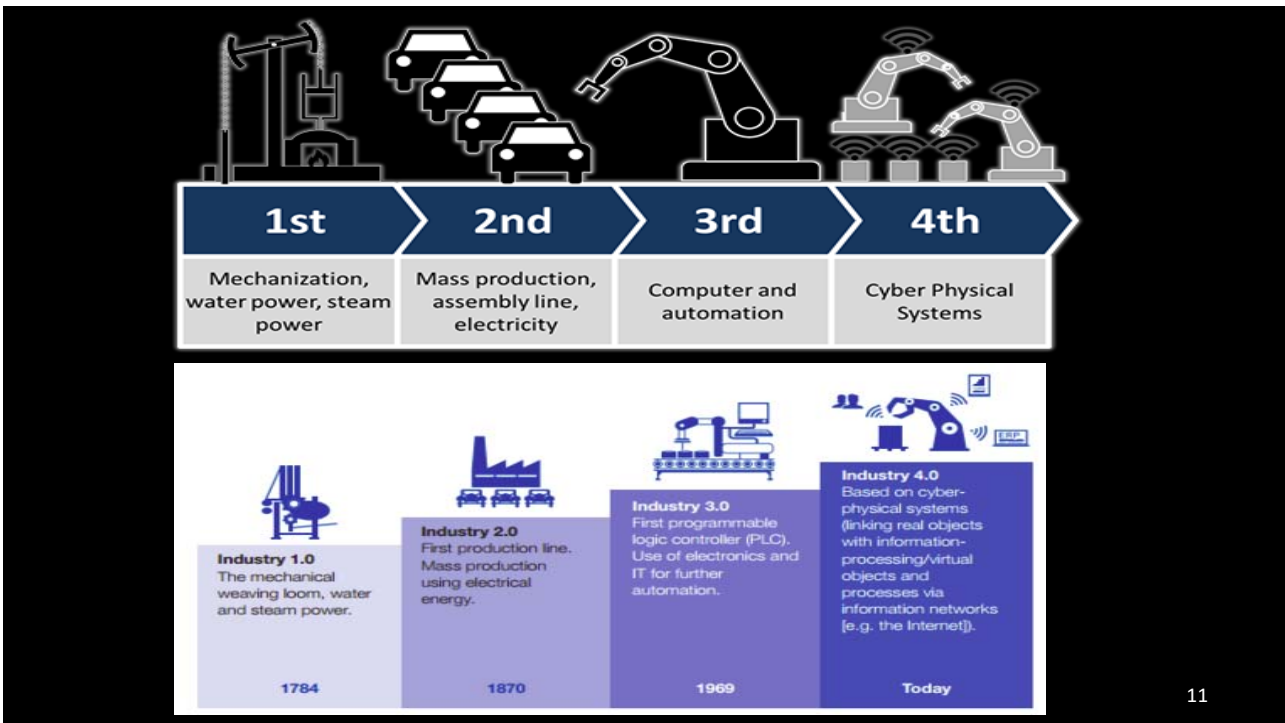 1st
2nd
3rd
4th
Mechanization,
water power, steam
power
Mass production,
assembly line,
electricity
Computer and
automation
Cyber Physical
Systems
Industry 1.0
The mechanical
weaving loom, water
and steam power.
1784
Industry 2.0
First production line.
Mass production
using electrical
energy.
1870
Industry 3.0
First programmable
logic controller (PLC).
Use of electronics and
IT for further
automation.
1969
ERP
Industry 4.0
Based on cyber-
physical systems
(linking real objects
with information-
processing/virtual
objects and
processes via
information networks
[e.g. the Internet]).
Today
11